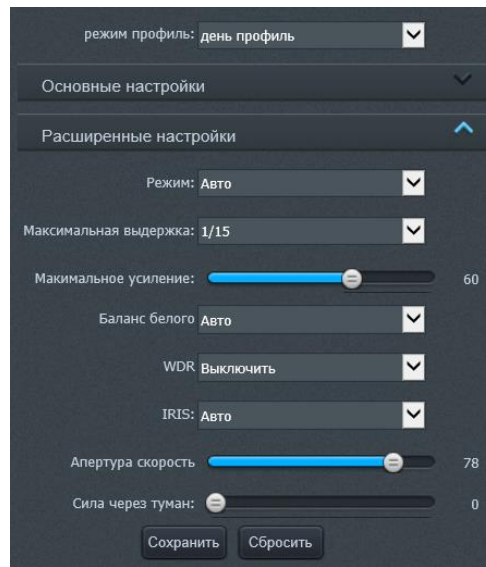 режим профиль: день профиль
Основные настройки
Расширенные настройки
Режим: Авто
Максимальная выдержка: 1/15
Макимальное усиление: 60
Баланс белого Авто
WDR Выключить
IRIS: Авто
Апертура скорость 78
Сила через туман: 0
Сохранить Сбросить